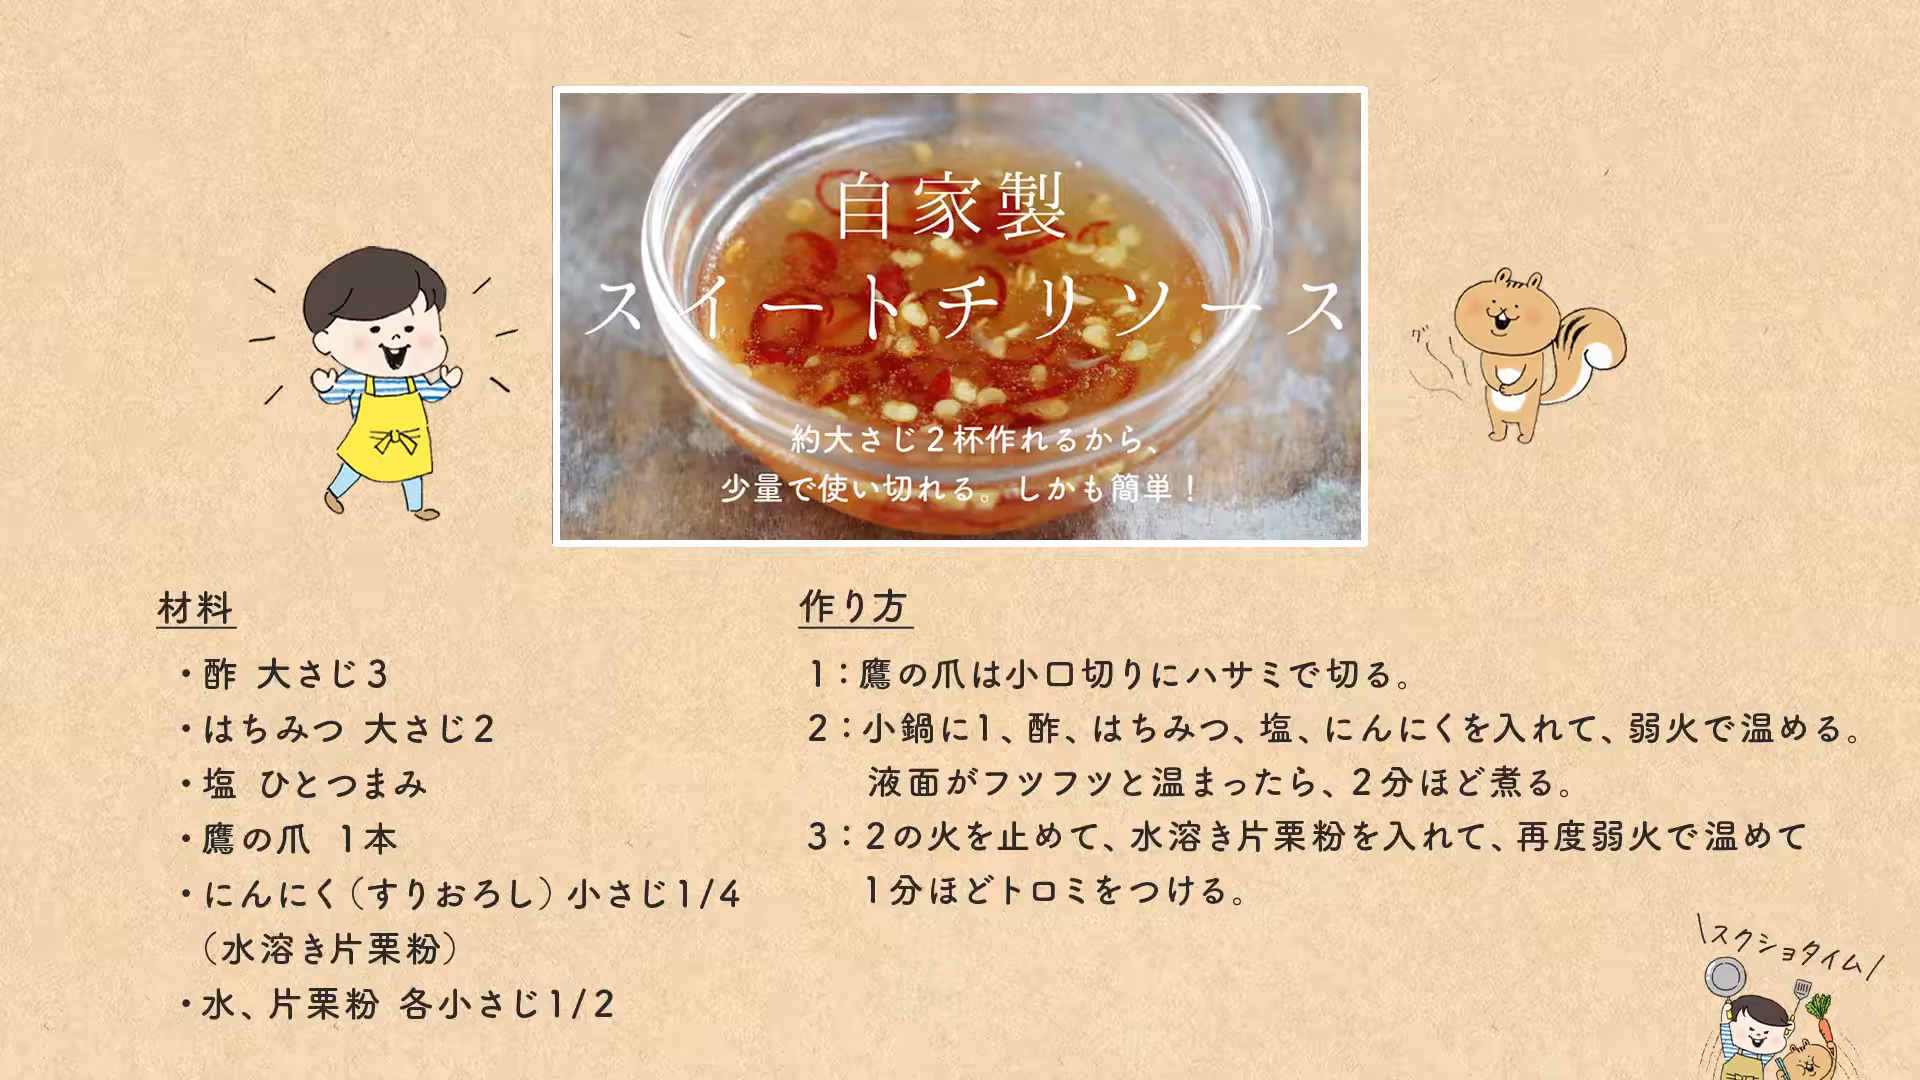 自家製
スイートチリソース
約大さじ2杯作れるから、
少量で使い切れる。しかも簡単!
グッ
材料
・酢 大さじ3
・はちみつ 大さじ2
・塩 ひとつまみ
・鷹の爪 1本
・にんにく(すりおろし)小さじ1/4
(水溶き片栗粉)
・水、片栗粉 各小さじ1/2
作り方
1:鷹の爪は小口切りにハサミで切る。
2:小鍋に1、酢、はちみつ、塩、にんにくを入れて、弱火で温める。
液面がフツフツと温まったら、2分ほど煮る。
3:2の火を止めて、水溶き片栗粉を入れて、再度弱火で温めて
1分ほどトロミをつける。
\スクショタイム/